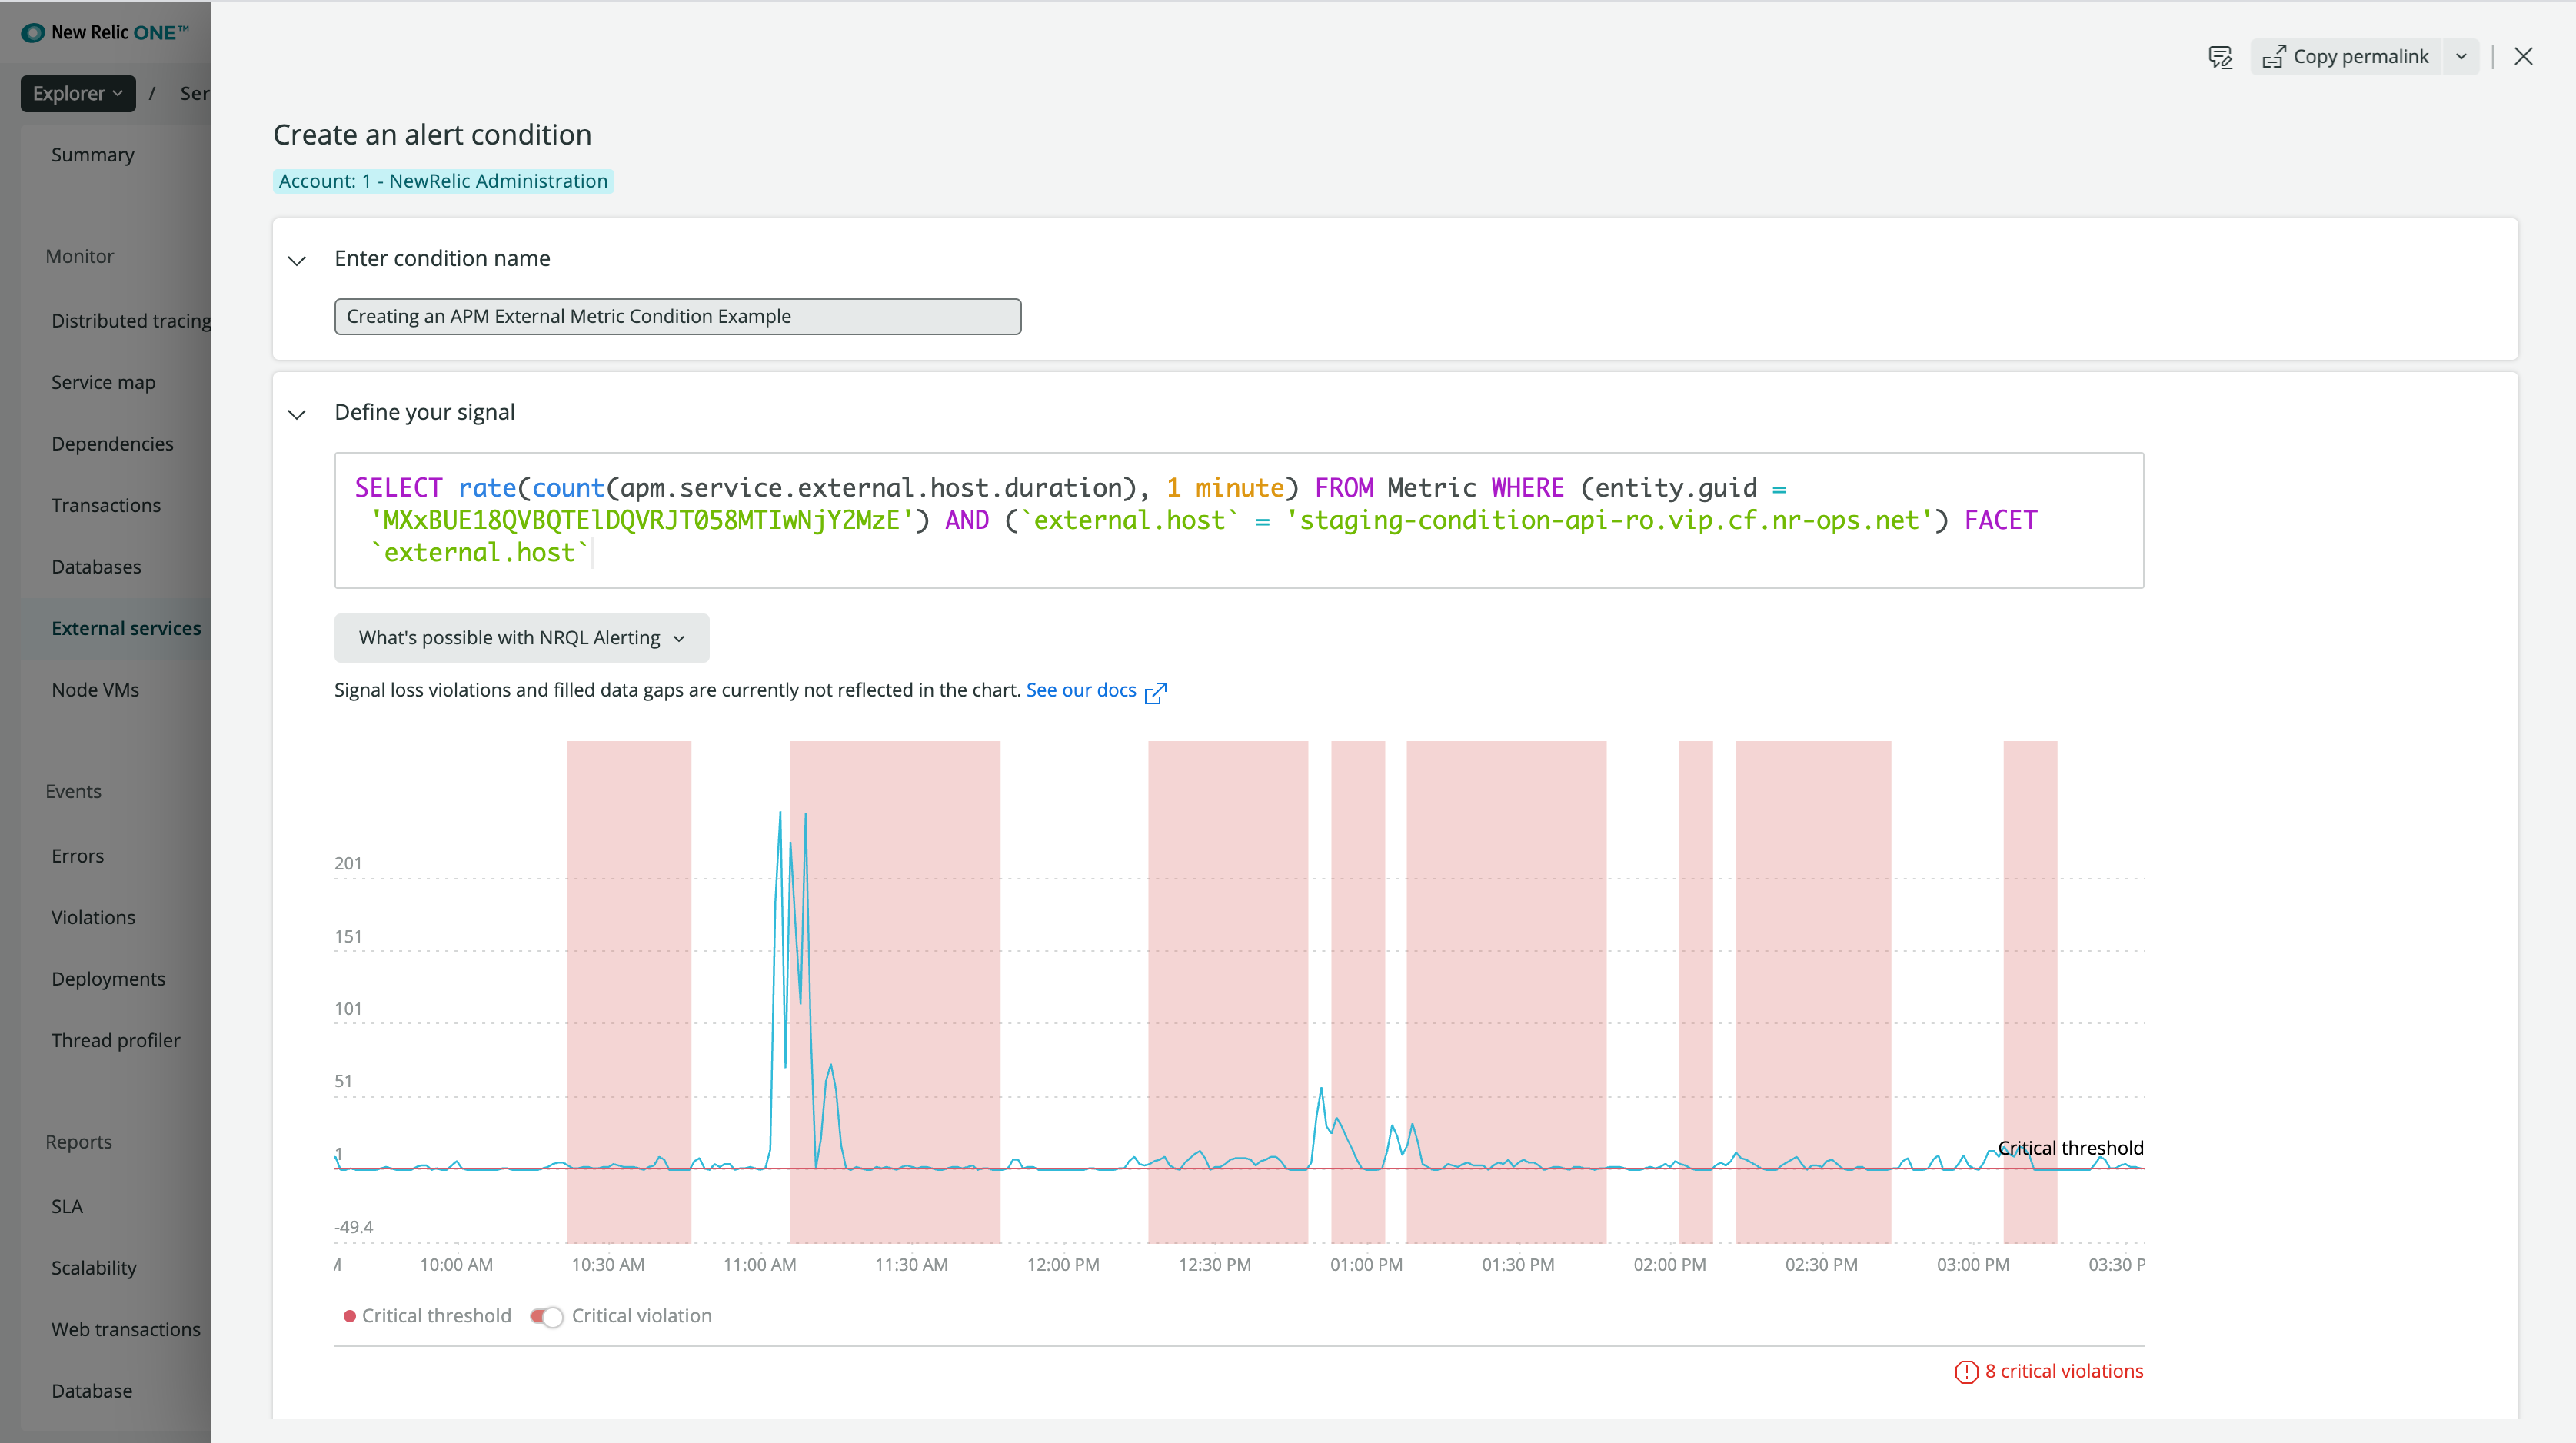 New Relic ONE™
Copy permalink
Explorer / Ser
Create an alert condition
Account: 1 - NewRelic Administration
Summary
Monitor
Distributed tracing
Service map
Dependencies
Transactions
Databases
External services
Node VMs
Events
Errors
Violations
Deployments
Thread profiler
Reports
SLA
Scalability
Web transactions
Database
Enter condition name
Creating an APM External Metric Condition Example
Define your signal
SELECT rate(count(apm.service.external.host.duration), 1 minute) FROM Metric WHERE (entity.guid =
'MXxBUE18QVBQTElDQVRJT058MTIwNjY2MzE') AND (`external.host` = 'staging-condition-api-ro.vip.cf.nr-ops.net') FACET
`external.host`
What's possible with NRQL Alerting
Signal loss violations and filled data gaps are currently not reflected in the chart. See our docs
201
151
101
51
1
Critical threshold
-49.4
M 10:00 AM 10:30 AM 11:00 AM 11:30 AM 12:00 PM 12:30 PM 01:00 PM 01:30 PM 02:00 PM 02:30 PM 03:00 PM 03:30 P
Critical threshold Critical violation
8 critical violations